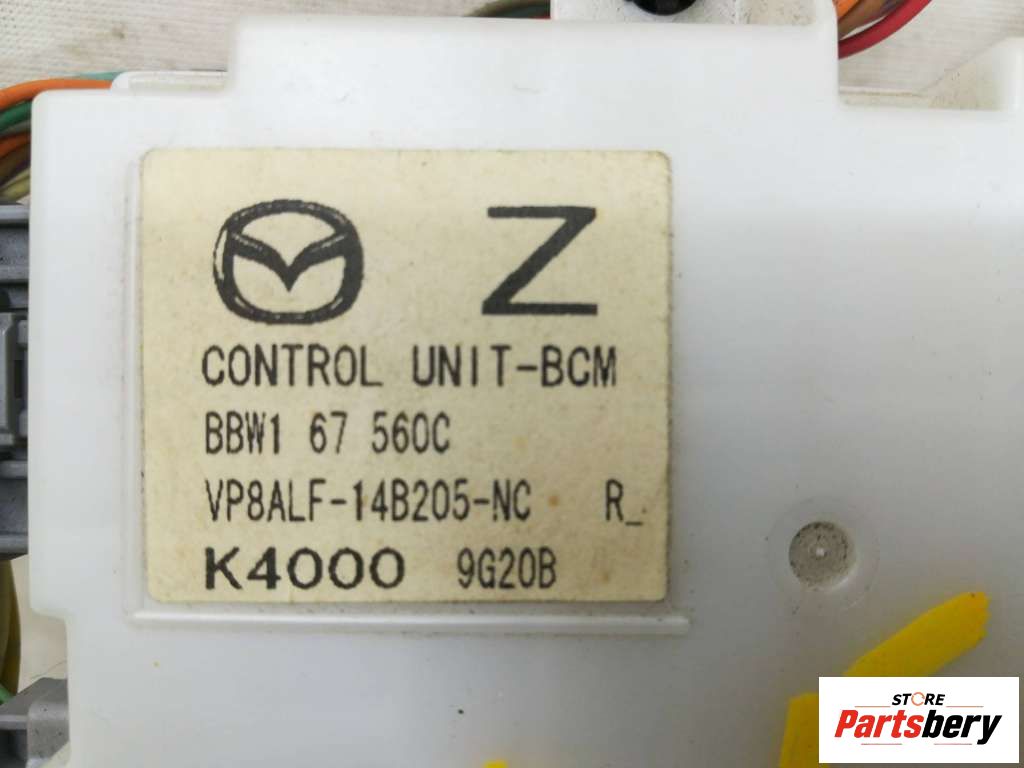 Z
CONTROL UNIT-BCM
BBW1 67 560C
VP8ALF-14B205-NC R_
K4000 9G20B
STORE
Partsbery